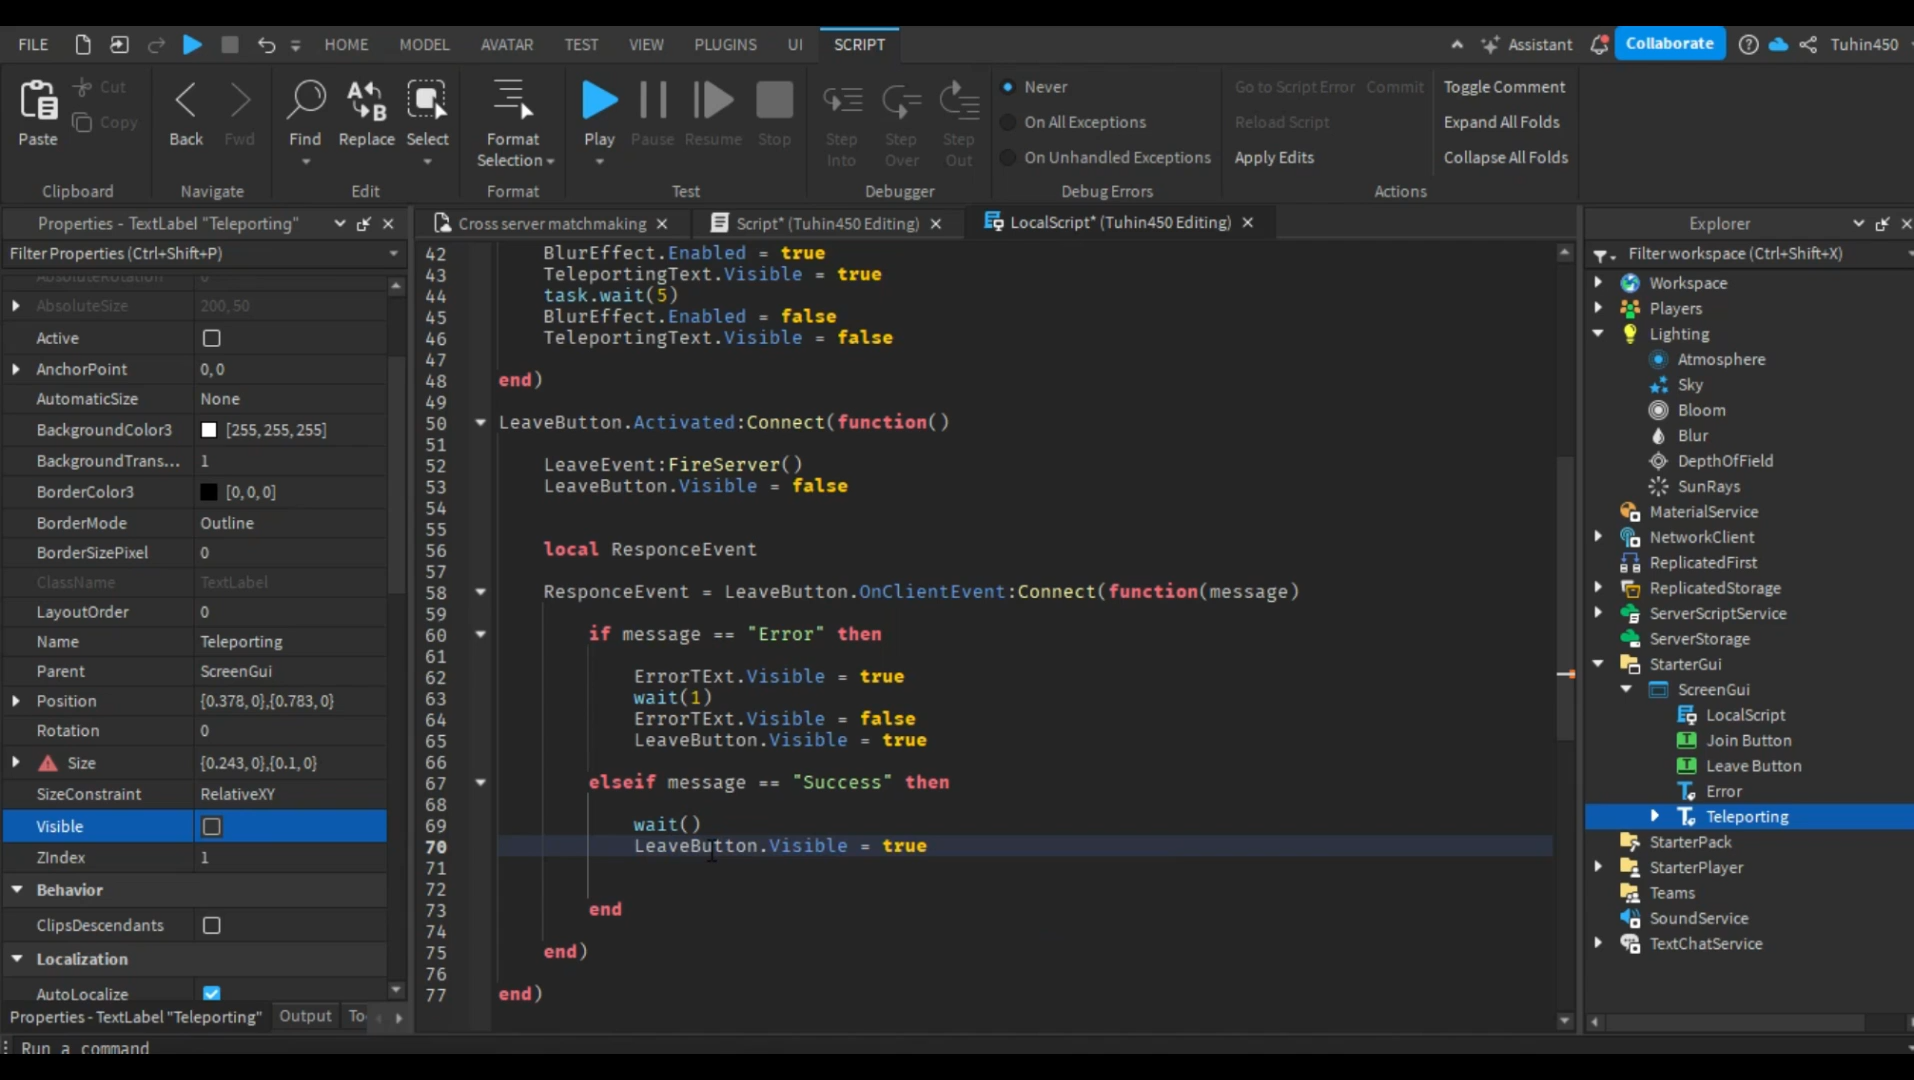 FILE HOME MODEL AVATAR TEST VIEW PLUGINS UI SCRIPT Assistant Collaborate Tuhin450
Paste
Cut
Copy
Clipboard
Back
Fwd
Navigate
Find
Replace
Select
Edit
Format
Selection
Format
Play
Pause
Resume
Stop
Test
Step
Into
Step
Over
Step
Out
Debugger
Never
On All Exceptions
On Unhandled Exceptions
Debug Errors
Go to Script Error Commit
Reload Script
Apply Edits
Toggle Comment
Expand All Folds
Collapse All Folds
Actions
Properties - TextLabel "Teleporting"
Filter Properties (Ctrl+Shift+P)
AbsoluteRotation 0
AbsoluteSize 200, 50
Active
AnchorPoint 0, 0
AutomaticSize None
BackgroundColor3 [255, 255, 255]
BackgroundTrans... 1
BorderColor3 [0, 0, 0]
BorderMode Outline
BorderSizePixel 0
ClassName TextLabel
LayoutOrder 0
Name Teleporting
Parent ScreenGui
Position {0.378, 0},{0.783, 0}
Rotation 0
Size {0.243, 0},{0.1, 0}
SizeConstraint RelativeXY
Visible
ZIndex 1
Behavior
ClipsDescendants
Localization
AutoLocalize
Properties - TextLabel "Teleporting" Output To
Run a command
Cross server matchmaking Script* (Tuhin450 Editing) LocalScript* (Tuhin450 Editing)
42 BlurEffect.Enabled = true
43 TeleportingText.Visible = true
44 task.wait(5)
45 BlurEffect.Enabled = false
46 TeleportingText.Visible = false
47
48 end)
49
50 LeaveButton.Activated:Connect(function()
51
52 LeaveEvent:FireServer()
53 LeaveButton.Visible = false
54
55
56 local ResponceEvent
57
58 ResponceEvent = LeaveButton.OnClientEvent:Connect(function(message)
59
60 if message == "Error" then
61
62 ErrorTExt.Visible = true
63 wait(1)
64 ErrorTExt.Visible = false
65 LeaveButton.Visible = true
66
67 elseif message == "Success" then
68
69 wait()
70 LeaveButton.Visible = true
71
72
73 end
74
75 end)
76
77 end)
Explorer
Filter workspace (Ctrl+Shift+X)
Workspace
Players
Lighting
Atmosphere
Sky
Bloom
Blur
DepthOfField
SunRays
MaterialService
NetworkClient
ReplicatedFirst
ReplicatedStorage
ServerScriptService
ServerStorage
StarterGui
ScreenGui
LocalScript
Join Button
Leave Button
Error
Teleporting
StarterPack
StarterPlayer
Teams
SoundService
TextChatService